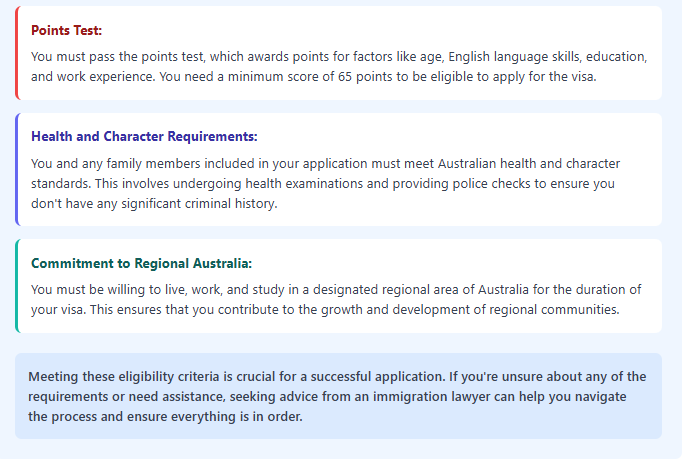 Points Test:
You must pass the points test, which awards points for factors like age, English language skills, education,
and work experience. You need a minimum score of 65 points to be eligible to apply for the visa.
Health and Character Requirements:
You and any family members included in your application must meet Australian health and character
standards. This involves undergoing health examinations and providing police checks to ensure you
don't have any significant criminal history.
Commitment to Regional Australia:
You must be willing to live, work, and study in a designated regional area of Australia for the duration of
your visa. This ensures that you contribute to the growth and development of regional communities.
Meeting these eligibility criteria is crucial for a successful application. If you're unsure about any of the
requirements or need assistance, seeking advice from an immigration lawyer can help you navigate
the process and ensure everything is in order.